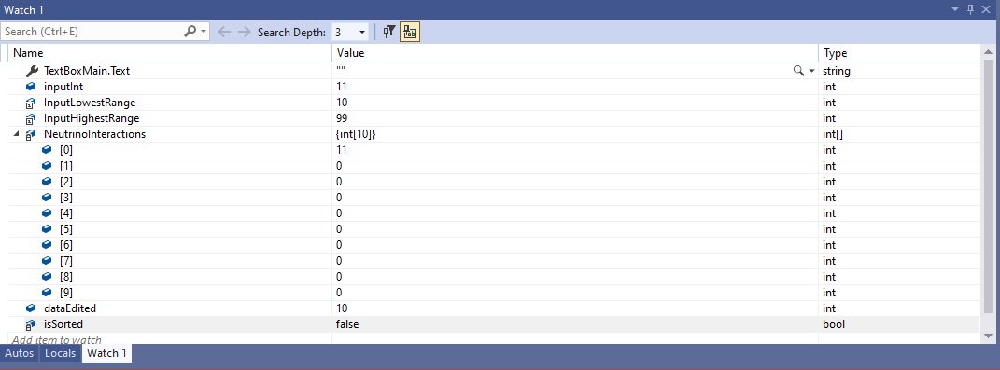 Watch 1
Search (Ctrl+E) Search Depth: 3
Name Value Type
TextBoxMain.Text "" string
inputInt 11 int
InputLowestRange 10 int
InputHighestRange 99 int
NeutrinoInteractions {int[10]} int[]
[0] 11 int
[1] 0 int
[2] 0 int
[3] 0 int
[4] 0 int
[5] 0 int
[6] 0 int
[7] 0 int
[8] 0 int
[9] 0 int
dataEdited 10 int
isSorted false bool
Add item to watch
Autos Locals Watch 1